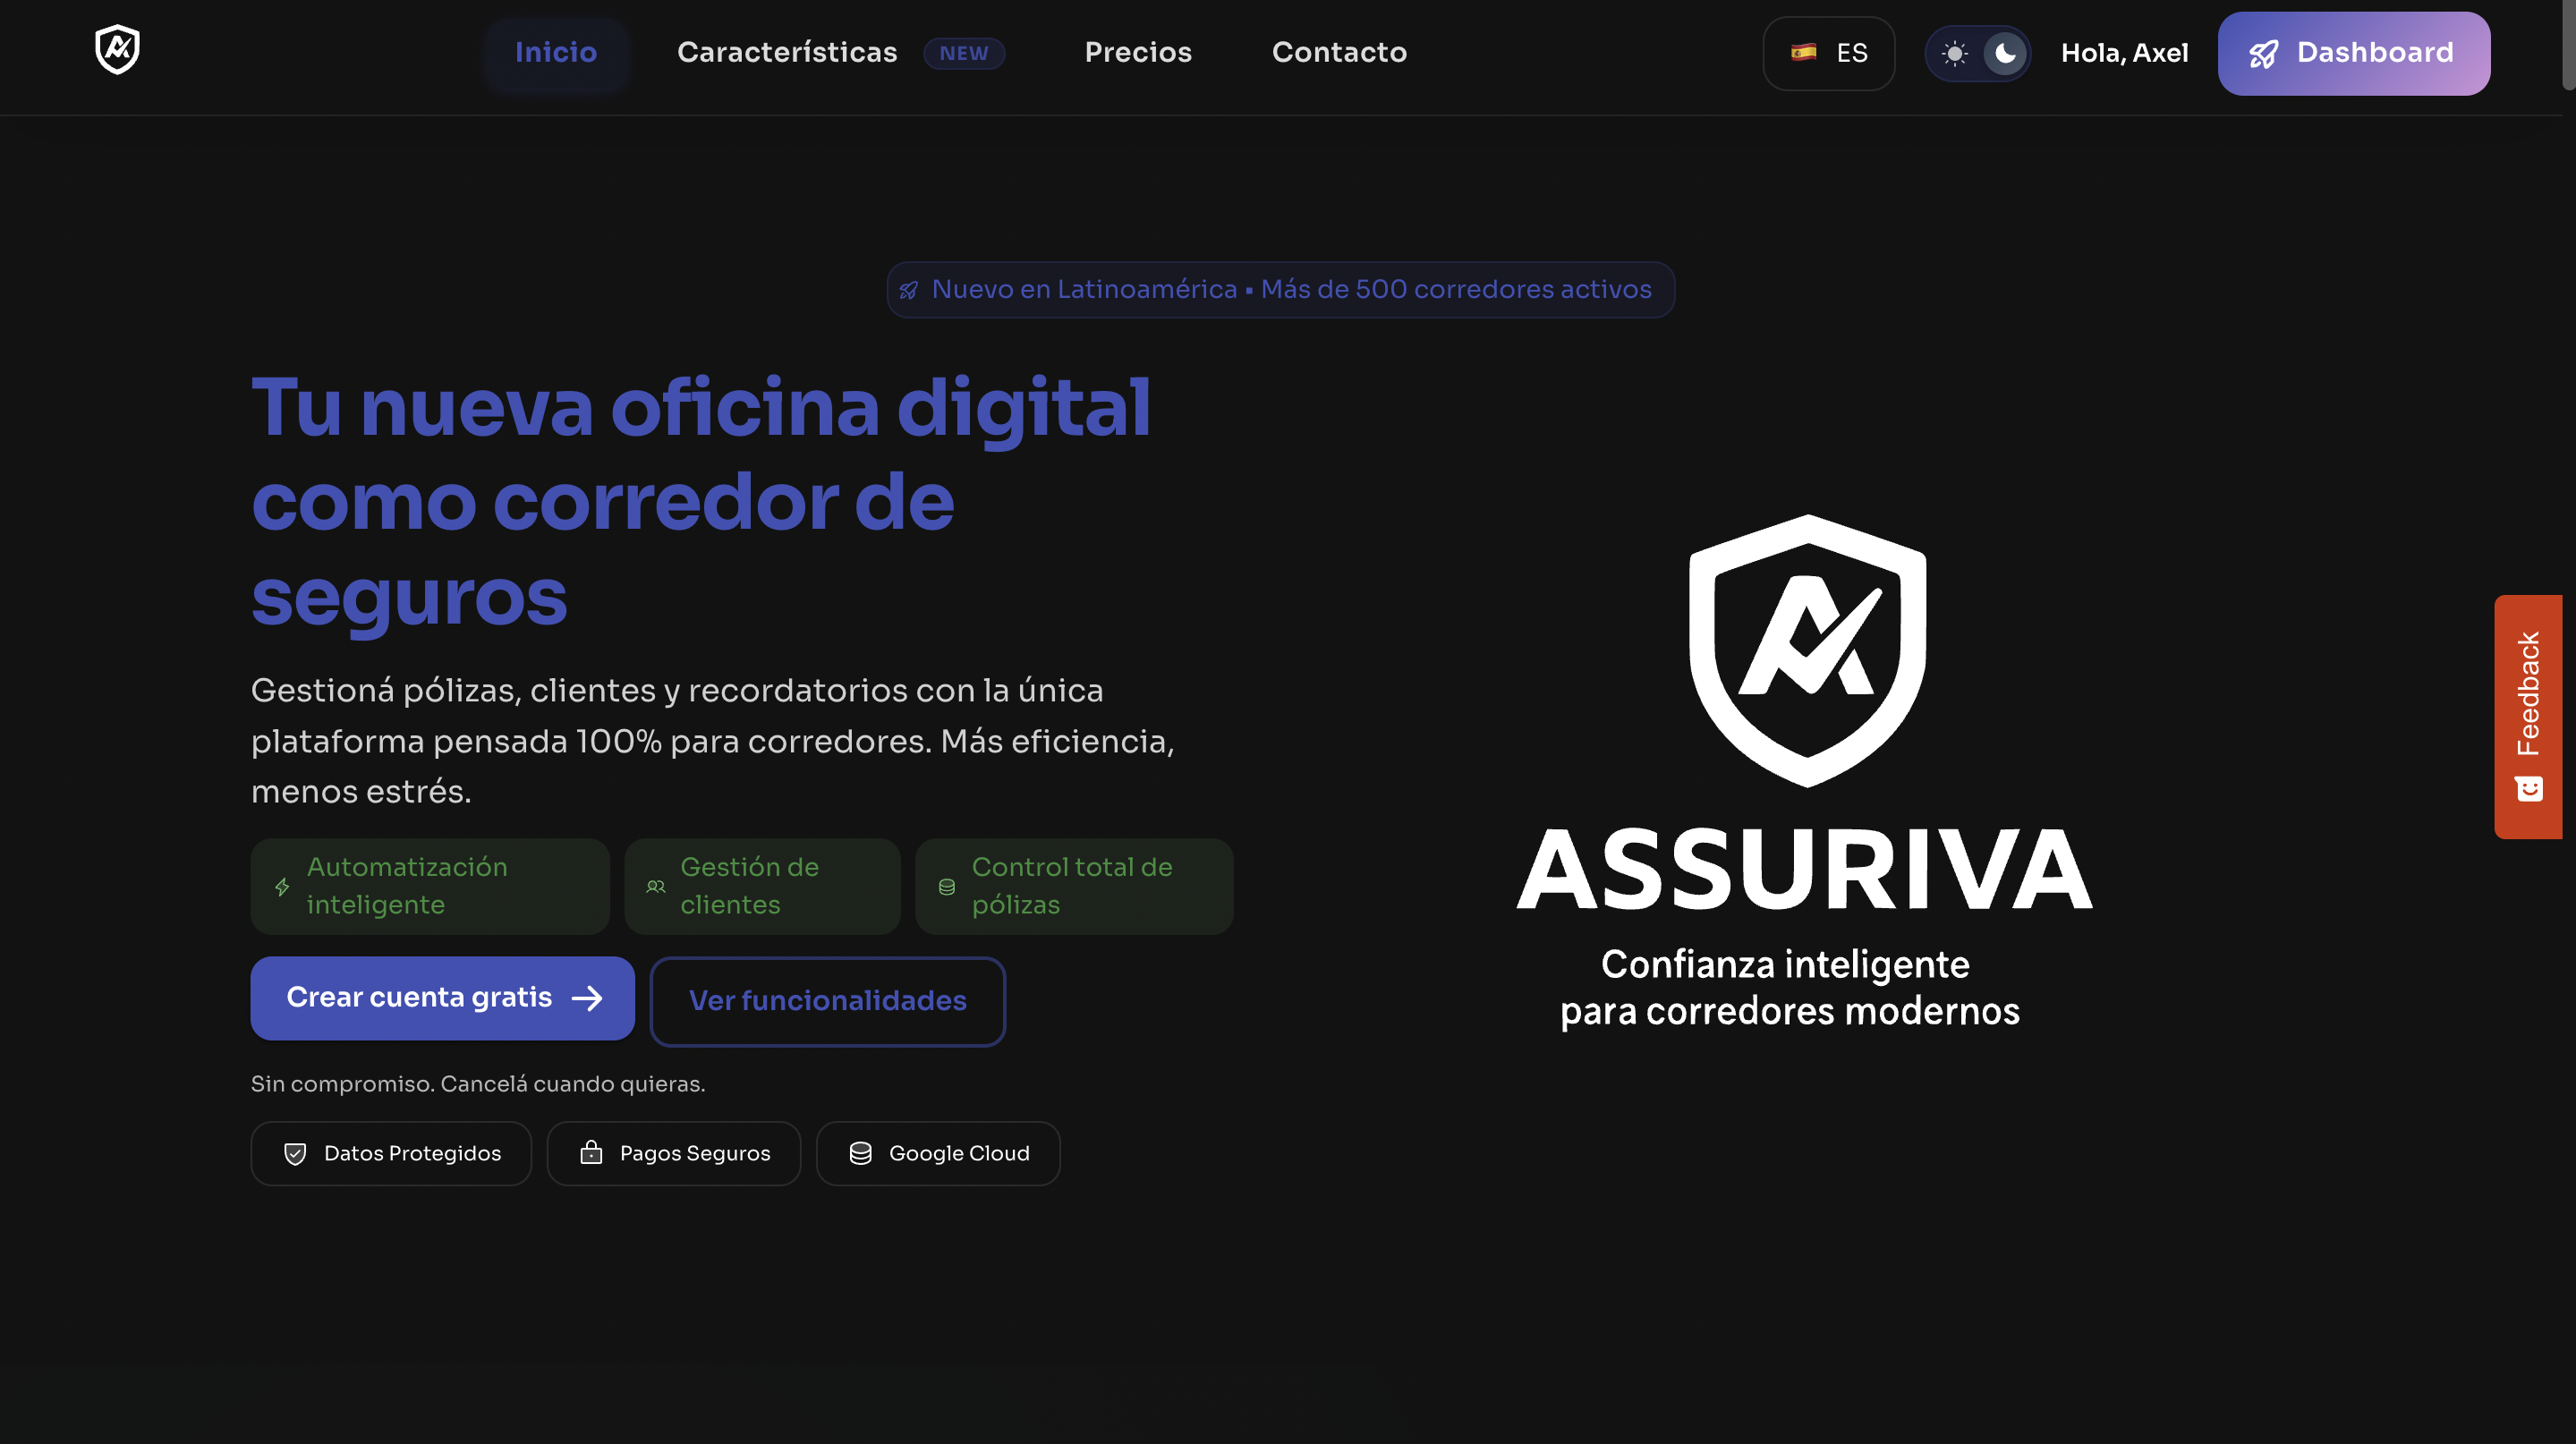 Inicio
Características NEW
Precios
Contacto
ES
Hola, Axel
Dashboard
Nuevo en Latinoamérica • Más de 500 corredores activos
Tu nueva oficina digital
como corredor de
seguros
Gestioná pólizas, clientes y recordatorios con la única
plataforma pensada 100% para corredores. Más eficiencia,
menos estrés.
Automatización
inteligente
Gestión de
clientes
Control total de
pólizas
Crear cuenta gratis
Ver funcionalidades
Sin compromiso. Cancelá cuando quieras.
Datos Protegidos
Pagos Seguros
Google Cloud
ASSURIVA
Confianza inteligente
para corredores modernos
Feedback